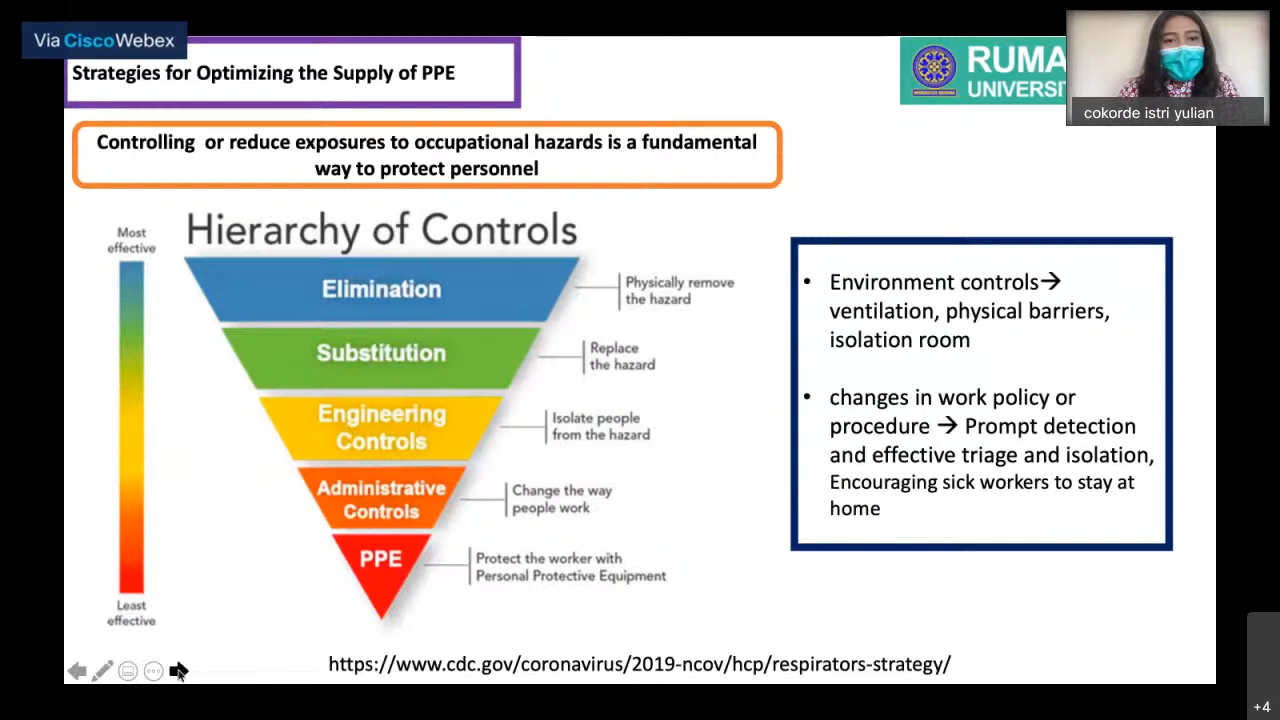 Via CiscoWebex
Strategies for Optimizing the Supply of PPE
RUMA
UNIVERSIT
cokorde istri yulian
Controlling or reduce exposures to occupational hazards is a fundamental
way to protect personnel
Hierarchy of Controls
Most
effective
Elimination
Physically remove
the hazard
Substitution
Replace
the hazard
Engineering
Controls
Isolate people
from the hazard
Administrative
Controls
Change the way
people work
PPE
Protect the worker with
Personal Protective Equipment
Least
effective
• Environment controls→
ventilation, physical barriers,
isolation room
• changes in work policy or
procedure → Prompt detection
and effective triage and isolation,
Encouraging sick workers to stay at
home
https://www.cdc.gov/coronavirus/2019-ncov/hcp/respirators-strategy/
+4